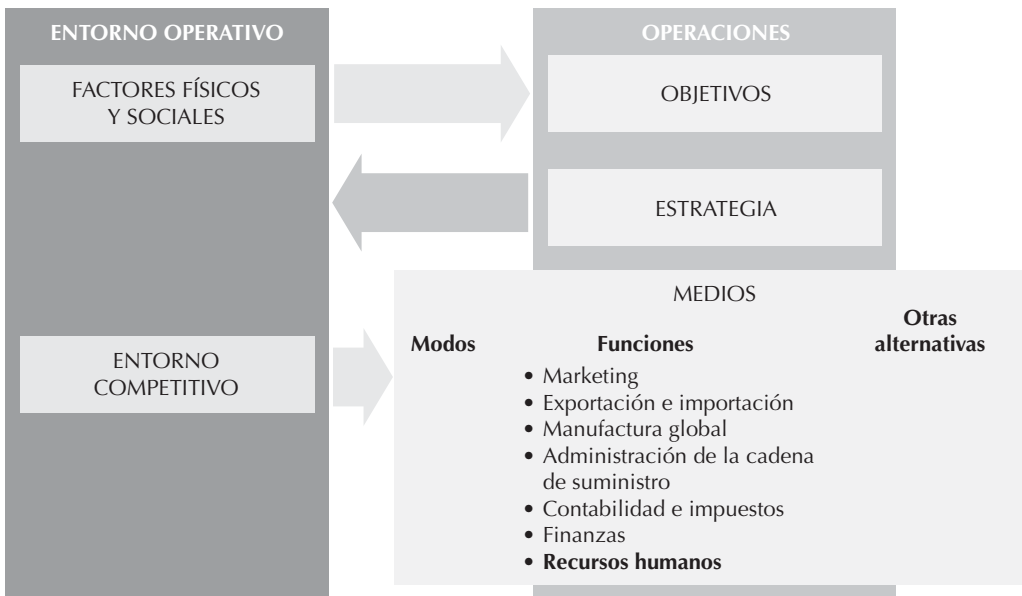 ENTORNO OPERATIVO
FACTORES FÍSICOS
Y SOCIALES
ENTORNO
COMPETITIVO
OPERACIONES
OBJETIVOS
ESTRATEGIA
MEDIOS
Modos
Funciones
• Marketing
• Exportación e importación
• Manufactura global
• Administración de la cadena
de suministro
• Contabilidad e impuestos
• Finanzas
• Recursos humanos
Otras
alternativas